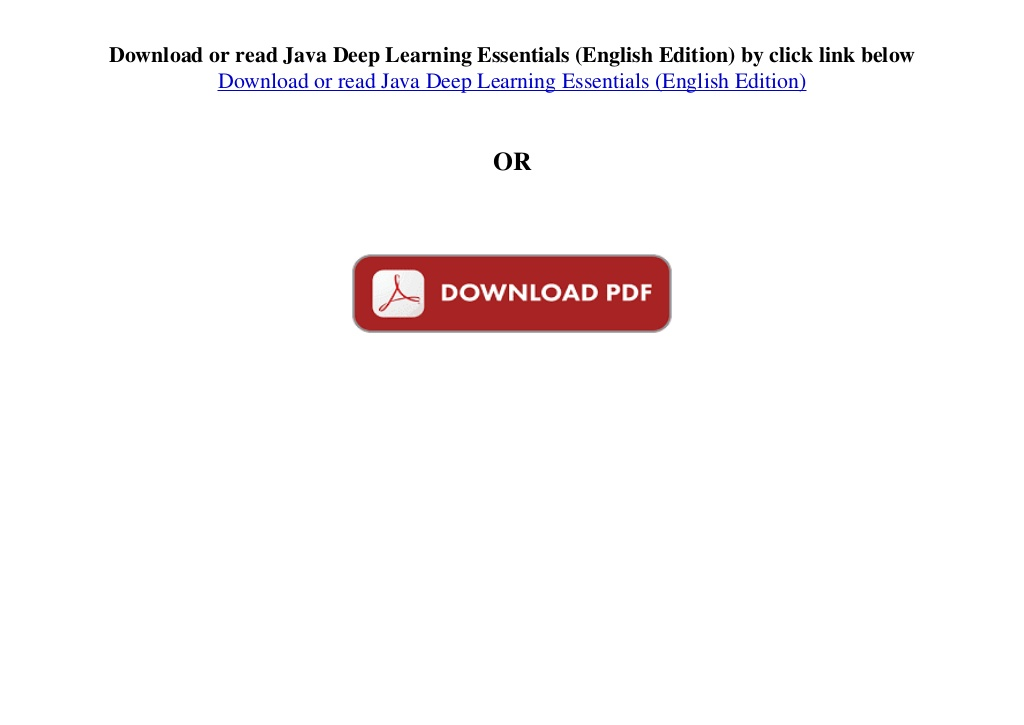 Download or read Java Deep Learning Essentials (English Edition) by click link below
Download or read Java Deep Learning Essentials (English Edition)
OR
DOWNLOAD PDF